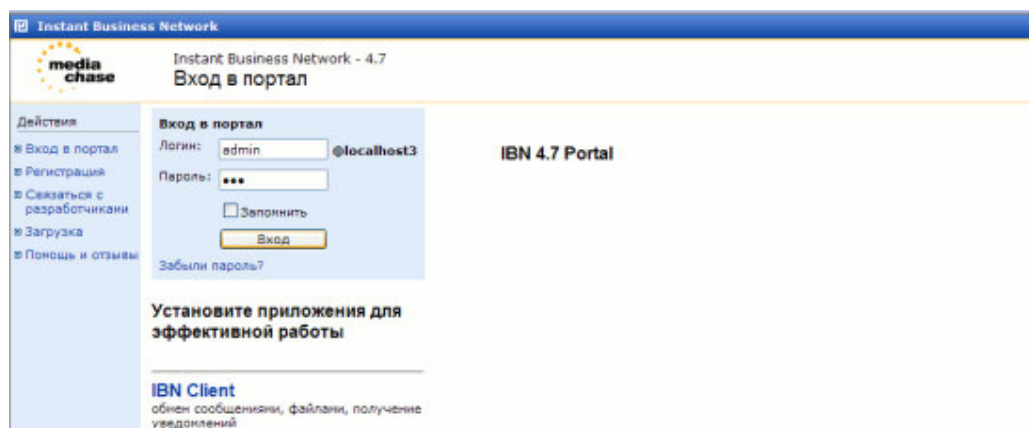 Instant Business Network
media
chase
Instant Business Network - 4.7
Вход в портал
Действия
Вход в портал
Регистрация
Связаться с
разработчиками
Загрузка
Помощь и отзывы
Вход в портал
Логин:
admin
@localhost3
Пароль:
•••
Запомнить
Вход
Забыли пароль?
IBN 4.7 Portal
Установите приложения для
эффективной работы
IBN Client
обмен сообщениями, файлами, получение
уведомлений